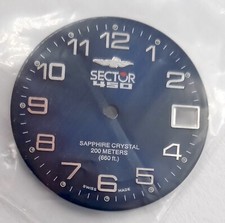 12
11 1
10 2
SECTOR
450
9
SAPPHIRE CRYSTAL
200 METERS
(660 ft.)
8 4
7 5
6
SWISS MADE